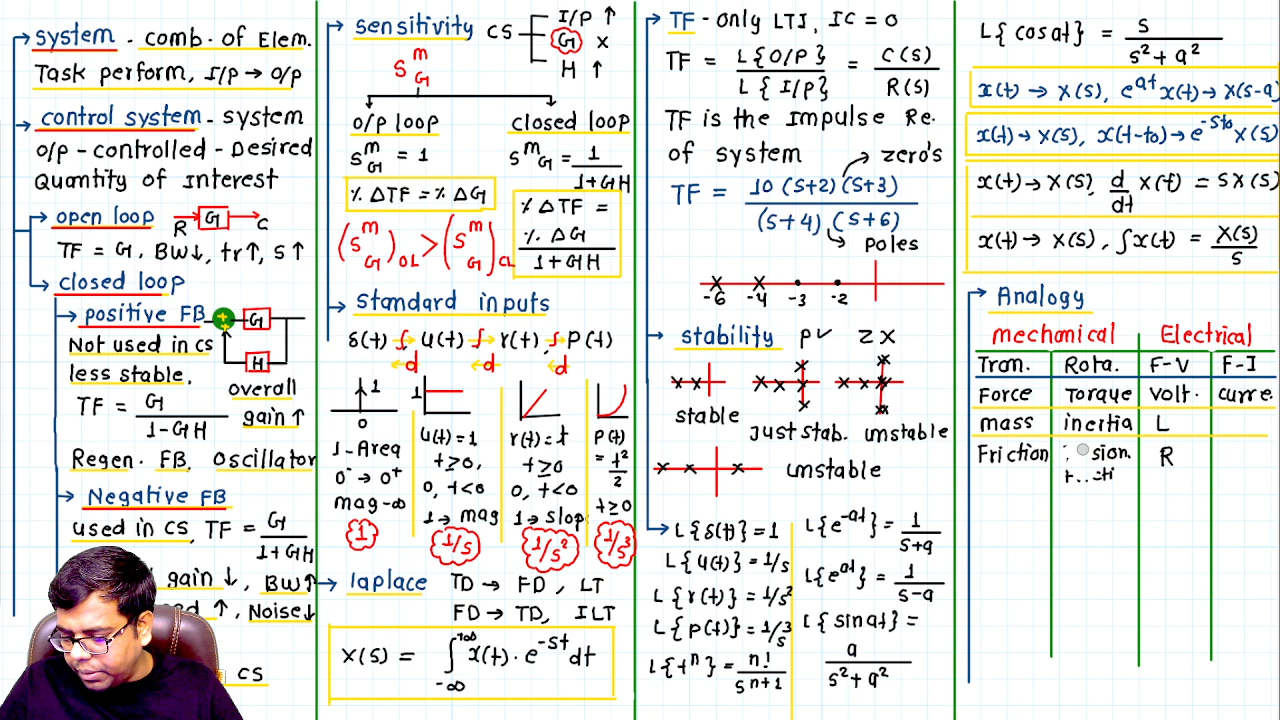 system - comb. of Elem.
Task perform, I/P → O/P
control system - system
O/P - controlled - Desired
Quantity of Interest
open loop R G C
TF = G, BW↓, tr↑, S↑
closed loop
positive FB
+
+
G
H
Not used in CS
less stable.
overall
gain ↑
TF = G / 1-GH
Regen. FB, Oscillator
Negative FB
used in CS, TF = G / 1+GH
gain ↓, BW↑
↑, Noise↓
CS
sensitivity CS I/P ↑
G x
H ↑
S^m_G
O/P loop closed loop
S^m_G = 1 S^m_G = 1 / 1+GH
% ΔTF = % ΔG
% ΔTF = % ΔG / 1+GH
(S^m_G)OL > (S^m_G)CL
standard inputs
δ(t) ∫→ u(t) ∫→ r(t) ∫ P(t)
d d d
1 1
0
1-Area
0⁻ → 0⁺
mag-∞
1
u(t)=1
t≥0,
0, t<0
1→ mag
1/s
r(t)=t
t≥0
0, t<0
1→ slop
1/s²
P(t)
= t²/2
t≥0
1/s³
laplace TD → FD, LT
FD → TD, ILT
X(s) = ∫_-∞^+∞ x(t) · e^-st dt
TF - only LTI, IC = 0
TF = L{O/P} / L{I/P} = C(s) / R(s)
TF is the Impulse Re.
of system zero's
TF = 10 (s+2) (s+3) / (s+4) (s+6)
poles
-6 -4 -3 -2
stability P✓ Z X
stable
Just stab. unstable
unstable
L{δ(t)} = 1
L{u(t)} = 1/s
L{r(t)} = 1/s²
L{p(t)} = 1/s³
L{t^n} = n! / s^n+1
L{e^-at} = 1 / s+a
L{e^at} = 1 / s-a
L{sin at} =
a / s²+a²
L{cos at} = s / s²+a²
x(t) → X(s), e^at x(t) → X(s-a)
x(t) → X(s), x(t-t₀) → e^-st₀ X(s)
x(t) → X(s), d/dt x(t) = s X(s)
x(t) → X(s), ∫x(t) = X(s)/s
Analogy
mechanical Electrical
Tran. Rota. F-V F-I
Force Torque Volt. curre.
mass inertia L
Friction R